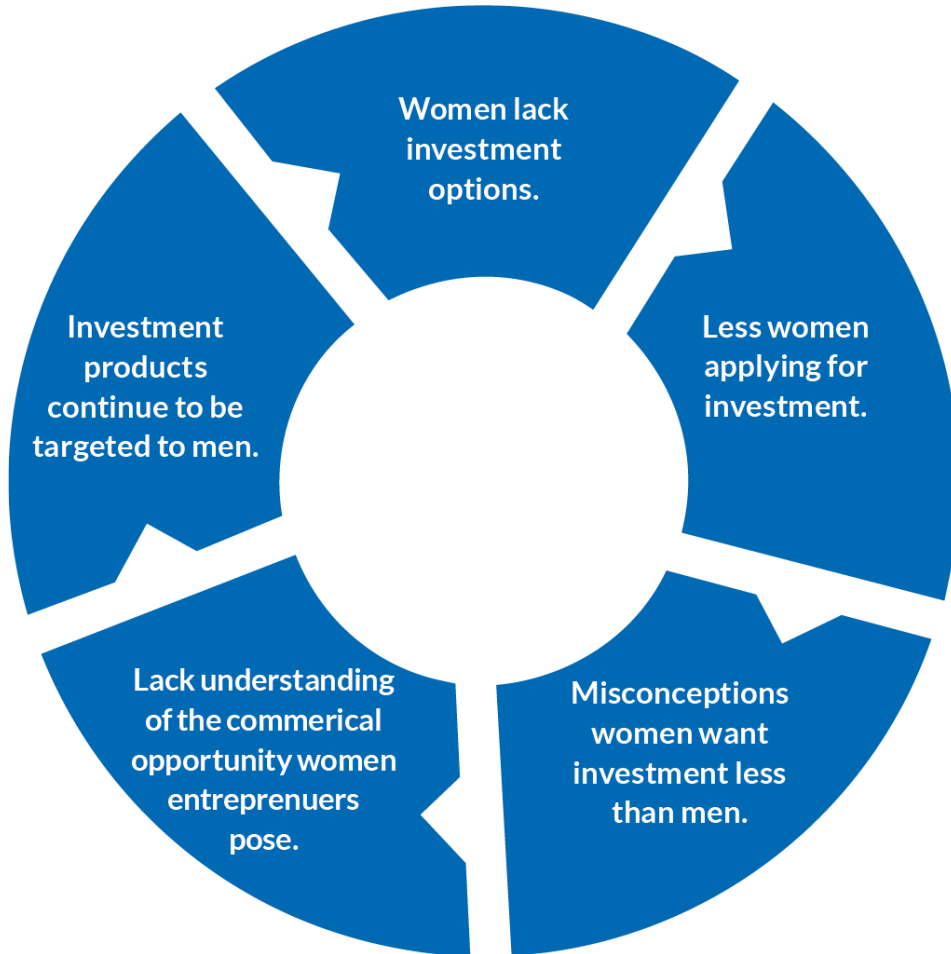 Women lack
investment
options.
Less women
applying for
investment.
Misconceptions
women want
investment less
than men.
Lack understanding
of the commerical
opportunity women
entreprenuers
pose.
Investment
products
continue to be
targeted to men.